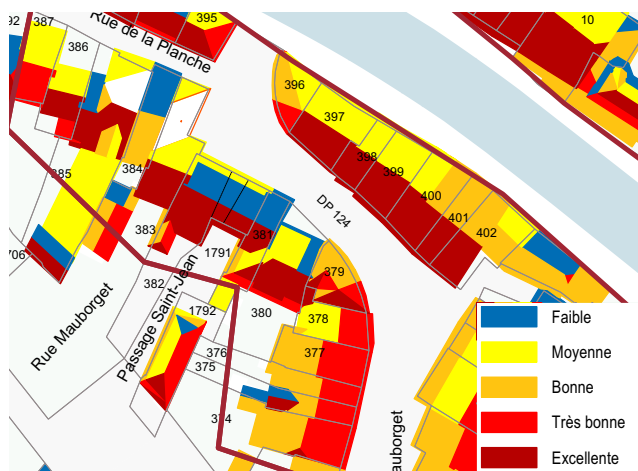 92
387
395
10
386
Rue de la Planche
396
397
398
399
385
384
400
401
402
DP 124
383
381
1791
379
706
382
1792
380
378
376
377
375
374
Rue Mauborget
Passage Saint-Jean
auborget
Faible
Moyenne
Bonne
Très bonne
Excellente